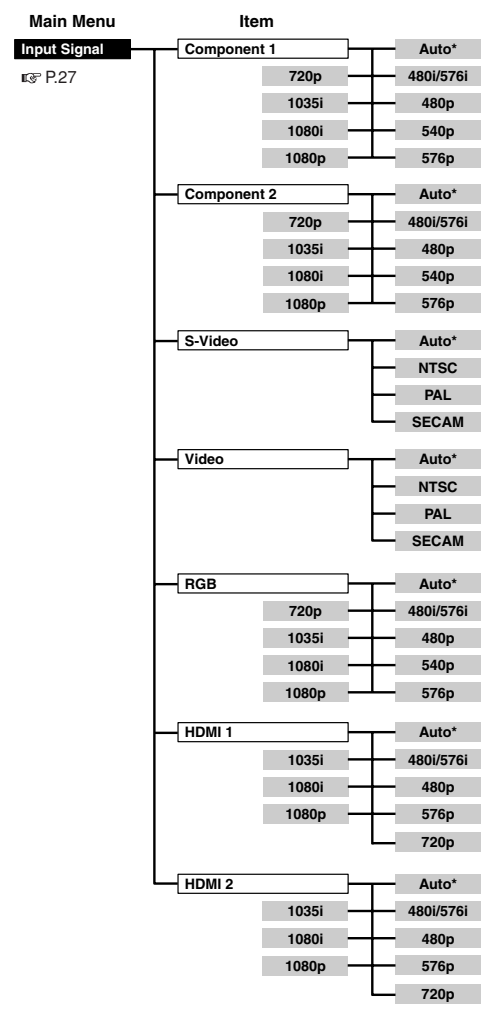 Main Menu Item
Input Signal Component 1 Auto*
☞ P.27 720p 480i/576i
1035i 480p
1080i 540p
1080p 576p
Component 2 Auto*
720p 480i/576i
1035i 480p
1080i 540p
1080p 576p
S-Video Auto*
NTSC
PAL
SECAM
Video Auto*
NTSC
PAL
SECAM
RGB Auto*
720p 480i/576i
1035i 480p
1080i 540p
1080p 576p
HDMI 1 Auto*
1035i 480i/576i
1080i 480p
1080p 576p
720p
HDMI 2 Auto*
1035i 480i/576i
1080i 480p
1080p 576p
720p